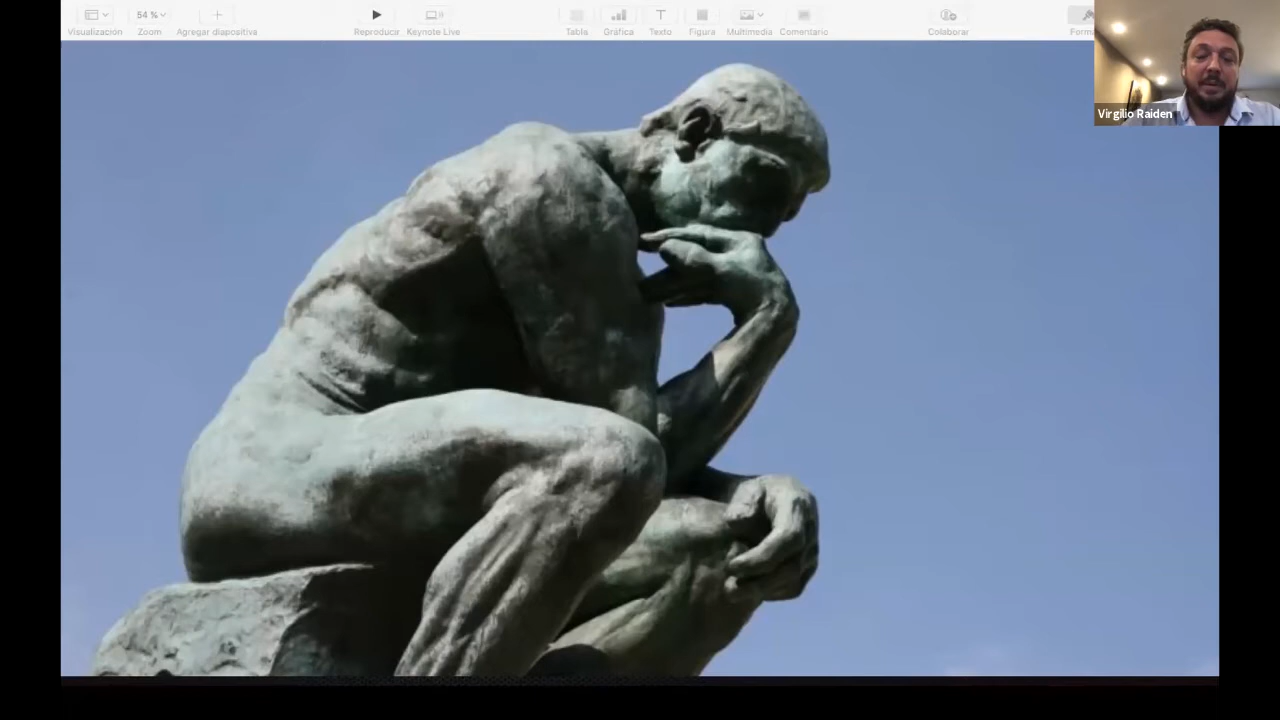 54 %
Visualización Zoom Agregar diapositiva Reproducir Keynote Live Tabla Gráfica Texto Figura Multimedia Comentario Colaborar
Virgilio Raiden